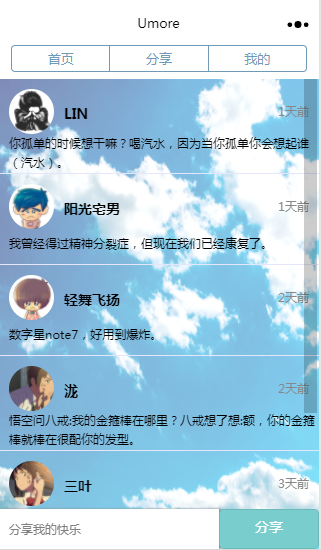 Umore
首页 分享 我的
LIN 1天前
你孤单的时候想干嘛？喝汽水，因为当你孤单你会想起谁
（汽水）。
阳光宅男 1天前
我曾经得过精神分裂症，但现在我们已经康复了。
轻舞飞扬 2天前
数字星note7，好用到爆炸。
泷 2天前
悟空问八戒:我的金箍棒在哪里？八戒想了想:额，你的金箍
棒就棒在很配你的发型。
三叶 3天前
分享我的快乐 分享